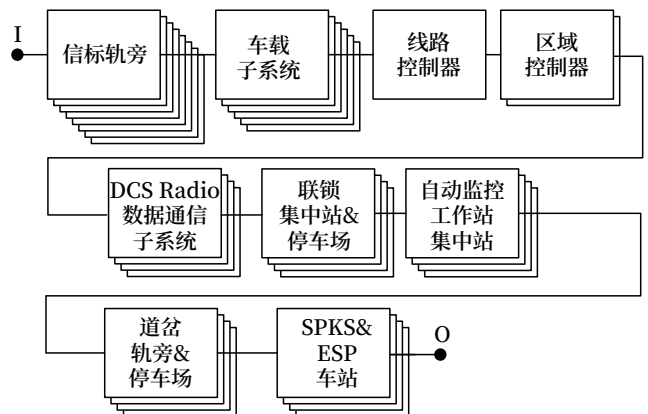 I
信标轨旁
车载
子系统
线路
控制器
区域
控制器
DCS Radio
数据通信
子系统
联锁
集中站&
停车场
自动监控
工作站
集中站
道岔
轨旁&
停车场
SPKS&
ESP
车站
O